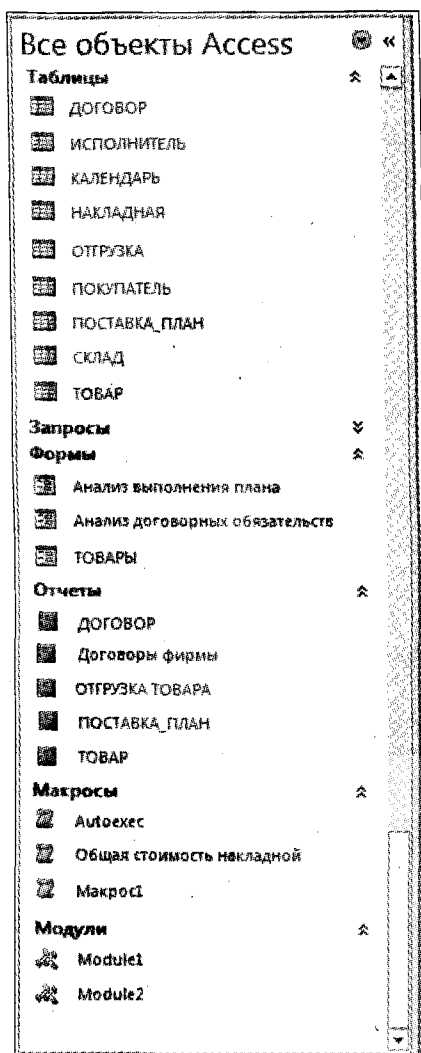 Все объекты Access
Таблицы
ДОГОВОР
ИСПОЛНИТЕЛЬ
КАЛЕНДАРЬ
НАКЛАДНАЯ
ОТГРУЗКА
ПОКУПАТЕЛЬ
ПОСТАВКА_ПЛАН
СКЛАД
ТОВАР
Запросы
Формы
Анализ выполнения плана
Анализ договорных обязательств
ТОВАРЫ
Отчеты
ДОГОВОР
Договоры фирмы
ОТГРУЗКА ТОВАРА
ПОСТАВКА_ПЛАН
ТОВАР
Макросы
Autoexec
Общая стоимость накладной
Макрос1
Модули
Module1
Module2